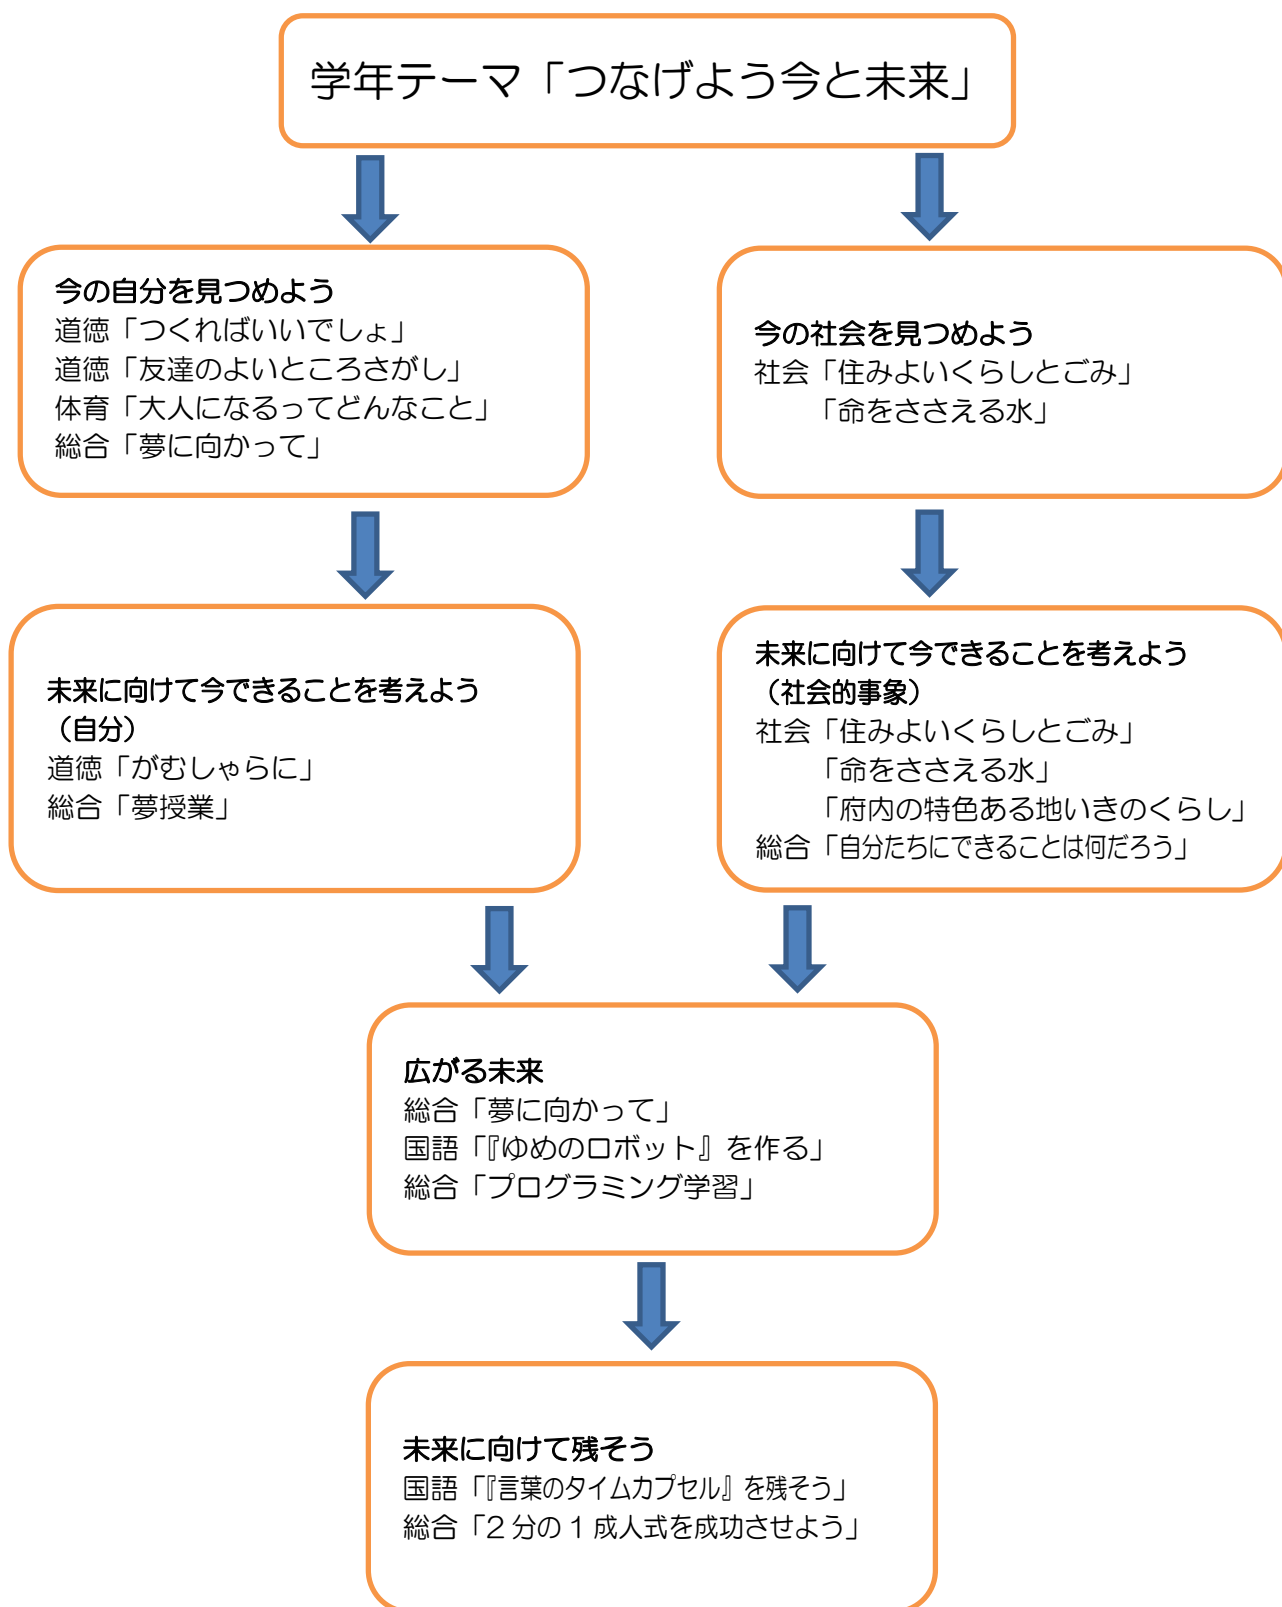 学年テーマ「つなげよう今と未来」
今の自分を見つめよう
道徳「つくればいいでしょ」
道徳「友達のよいところさがし」
体育「大人になるってどんなこと」
総合「夢に向かって」
今の社会を見つめよう
社会「住みよいくらしとごみ」
「命をささえる水」
未来に向けて今できることを考えよう
（自分）
道徳「がむしゃらに」
総合「夢授業」
未来に向けて今できることを考えよう
（社会的事象）
社会「住みよいくらしとごみ」
「命をささえる水」
「府内の特色ある地いきのくらし」
総合「自分たちにできることは何だろう」
広がる未来
総合「夢に向かって」
国語「『ゆめのロボット』を作る」
総合「プログラミング学習」
未来に向けて残そう
国語「『言葉のタイムカプセル』を残そう」
総合「２分の１成人式を成功させよう」